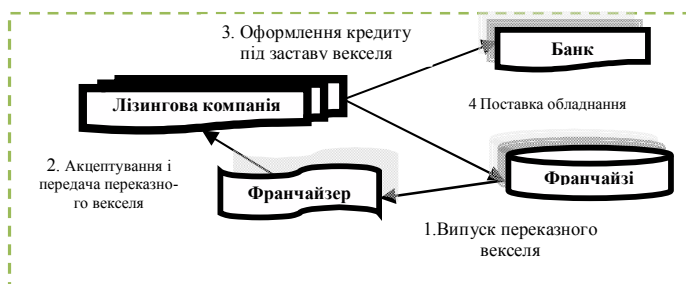 3. Оформлення кредиту
під заставу векселя
Банк
Лізингова компанія
4 Поставка обладнання
2. Акцептування і
передача переказно-
го векселя
Франчайзер
Франчайзі
1.Випуск переказного
векселя